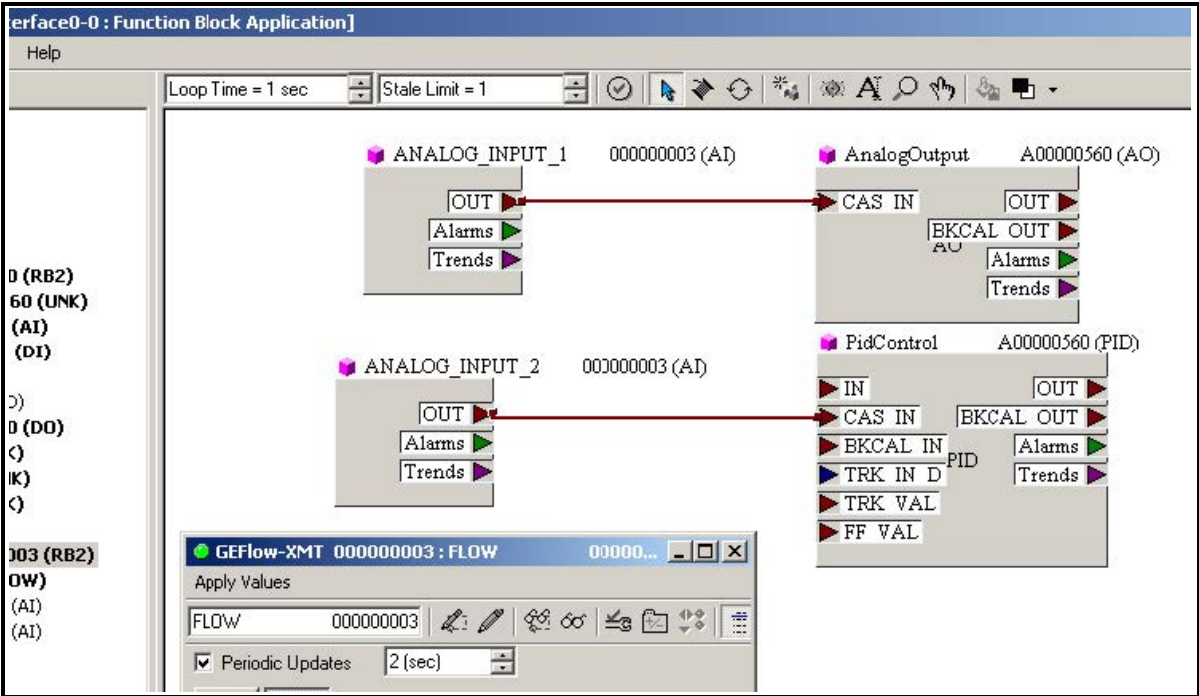 erface0-0 : Function Block Application]
Help
Loop Time = 1 sec
Stale Limit = 1
ANALOG_INPUT_1 000000003 (AI)
OUT
Alarms
Trends
AnalogOutput A00000560 (AO)
CAS IN
OUT
BKCAL OUT
AO
Alarms
Trends
ANALOG_INPUT_2 000000003 (AI)
OUT
Alarms
Trends
PidControl A00000560 (PID)
IN
CAS IN
BKCAL IN
TRK IN D
TRK VAL
FF VAL
OUT
BKCAL OUT
PID
Alarms
Trends
0 (RB2)
60 (UNK)
(AI)
(DI)
O)
0 (DO)
K)
IK)
K)
003 (RB2)
OW)
(AI)
(AI)
GEFlow-XMT 000000003 : FLOW 00000...
Apply Values
FLOW 000000003
Periodic Updates 2 (sec)